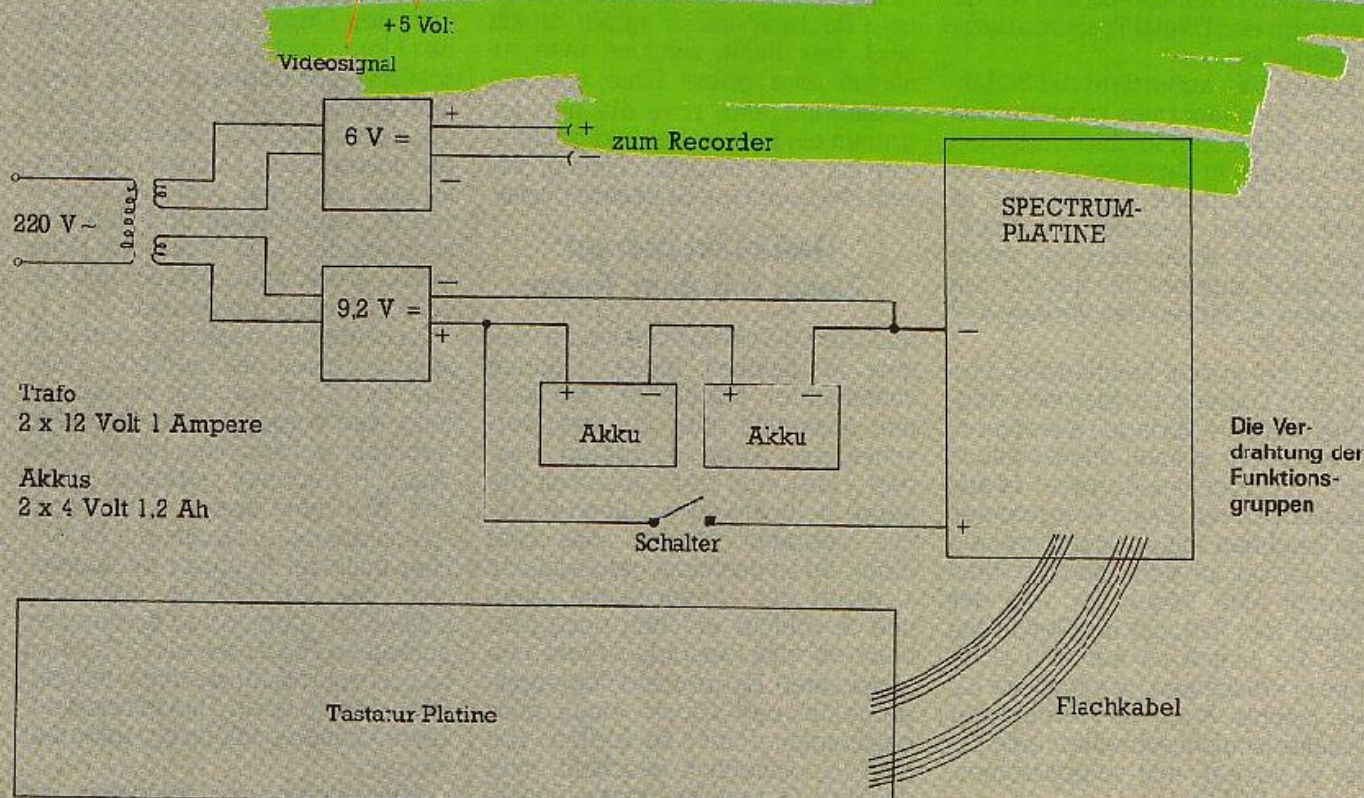 +5 Vol:
Videosignal
6 V =
+
−
+
−
zum Recorder
220 V ~
SPECTRUM-
PLATINE
9,2 V =
−
+
−
+
−
+
−
Akku
Akku
Trafo
2 x 12 Volt 1 Ampere
Akkus
2 x 4 Volt 1,2 Ah
Schalter
+
Die Ver-
drahtung der
Funktions-
gruppen
Tastatur-Platine
Flachkabel